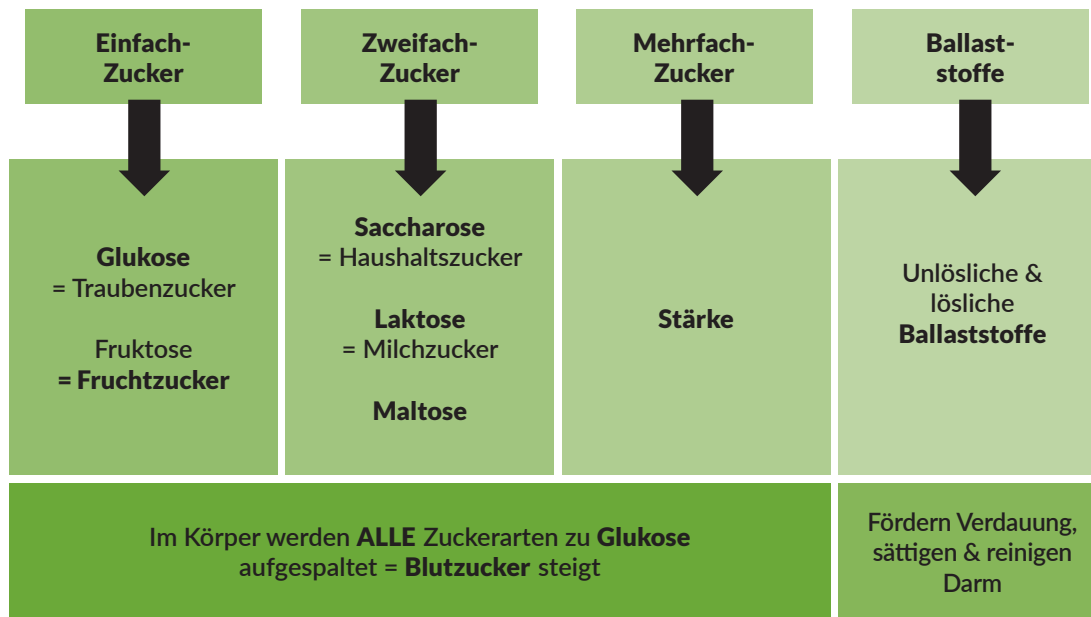 Einfach-
Zucker
Zweifach-
Zucker
Mehrfach-
Zucker
Ballast-
stoffe
Glukose
= Traubenzucker
Fruktose
= Fruchtzucker
Saccharose
= Haushaltszucker
Laktose
= Milchzucker
Maltose
Stärke
Unlösliche &
lösliche
Ballaststoffe
Im Körper werden ALLE Zuckerarten zu Glukose
aufgespaltet = Blutzucker steigt
Fördern Verdauung,
sättigen & reinigen
Darm